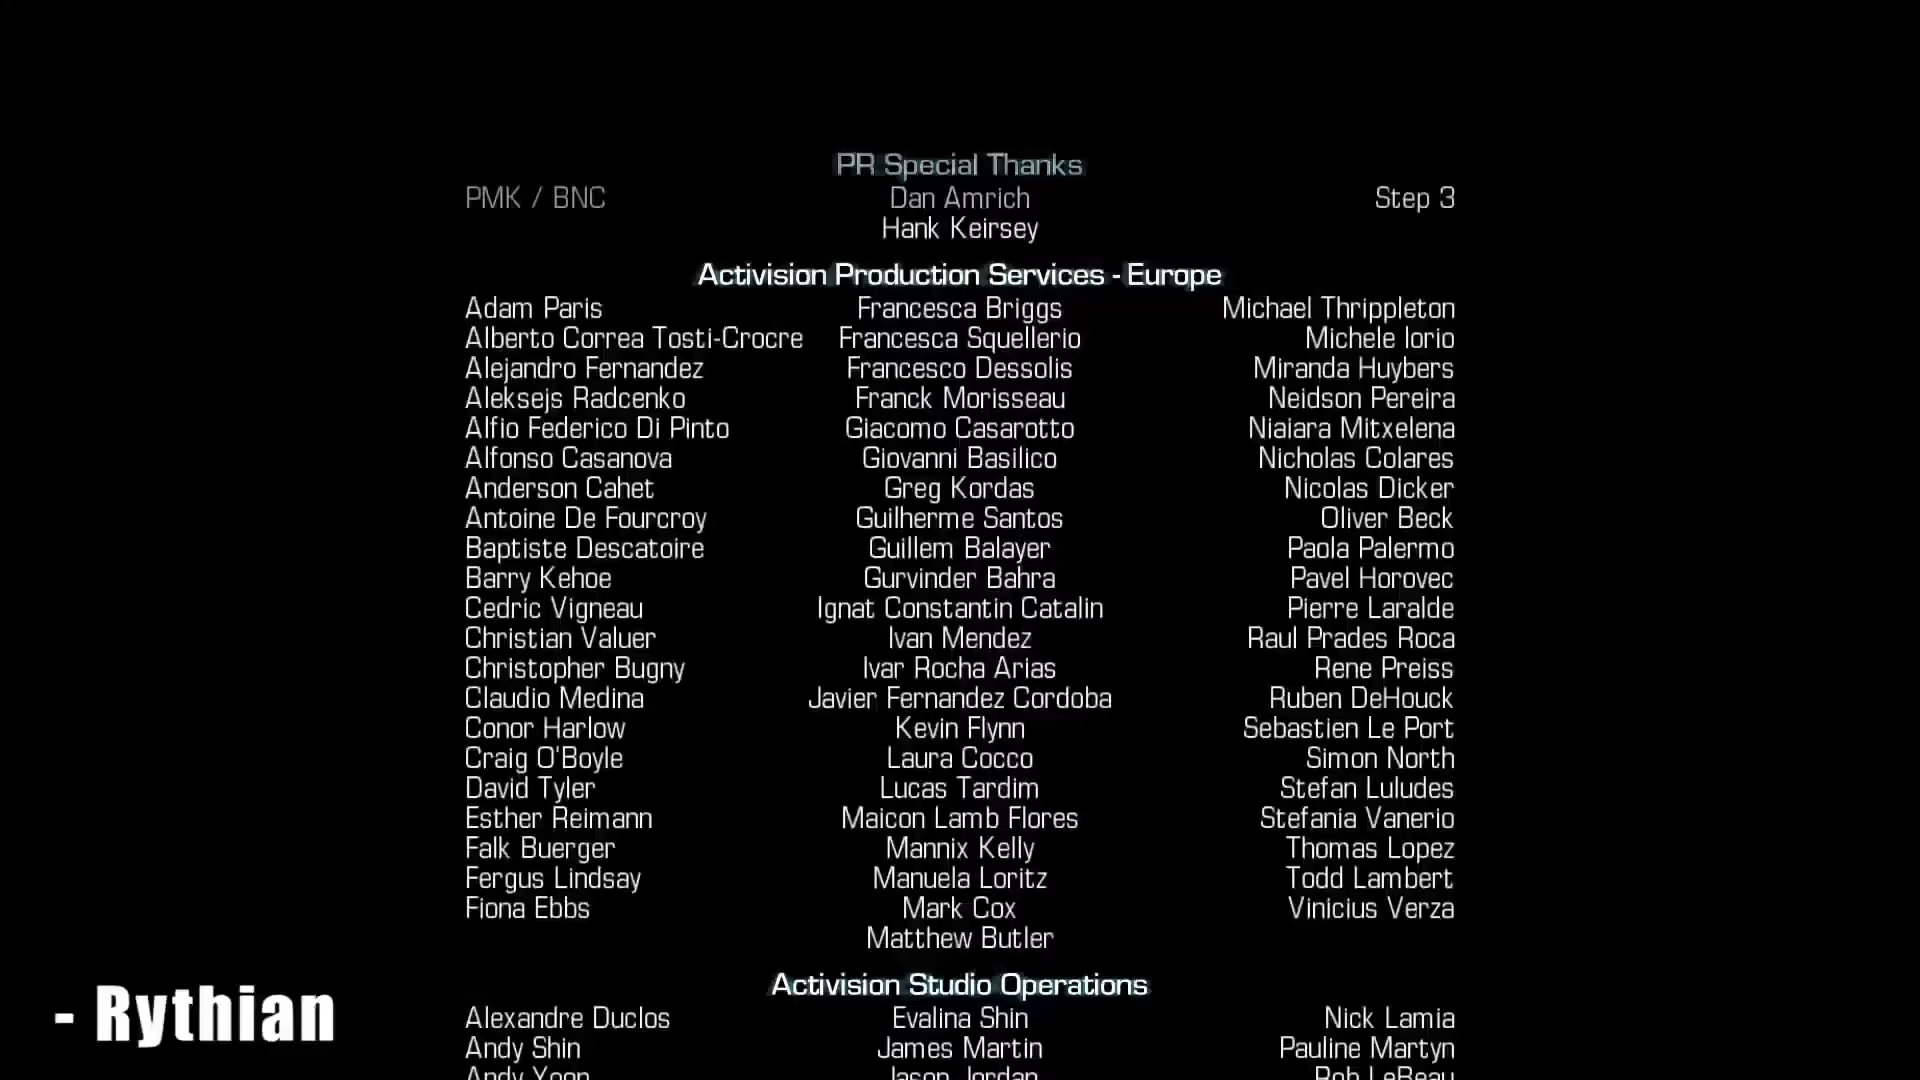 PR Special Thanks
PMK / BNC Dan Amrich Step 3
Hank Keirsey
Activision Production Services - Europe
Adam Paris Francesca Briggs Michael Thrippleton
Alberto Correa Tosti-Crocre Francesca Squellerio Michele Iorio
Alejandro Fernandez Francesco Dessolis Miranda Huybers
Aleksejs Radcenko Franck Morisseau Neidson Pereira
Alfio Federico Di Pinto Giacomo Casarotto Niaiara Mitxelena
Alfonso Casanova Giovanni Basilico Nicholas Colares
Anderson Cahet Greg Kordas Nicolas Dicker
Antoine De Fourcroy Guilherme Santos Oliver Beck
Baptiste Descatoire Guillem Balayer Paola Palermo
Barry Kehoe Gurvinder Bahra Pavel Horovec
Cedric Vigneau Ignat Constantin Catalin Pierre Laralde
Christian Valuer Ivan Mendez Raul Prades Roca
Christopher Bugny Ivar Rocha Arias Rene Preiss
Claudio Medina Javier Fernandez Cordoba Ruben DeHouck
Conor Harlow Kevin Flynn Sebastien Le Port
Craig O'Boyle Laura Cocco Simon North
David Tyler Lucas Tardim Stefan Luludes
Esther Reimann Maicon Lamb Flores Stefania Vanerio
Falk Buerger Mannix Kelly Thomas Lopez
Fergus Lindsay Manuela Loritz Todd Lambert
Fiona Ebbs Mark Cox Vinicius Verza
Matthew Butler
Activision Studio Operations
- Rythian
Alexandre Duclos Evalina Shin Nick Lamia
Andy Shin James Martin Pauline Martyn
Andy Yoon Jason Jordan Rob LeBeau